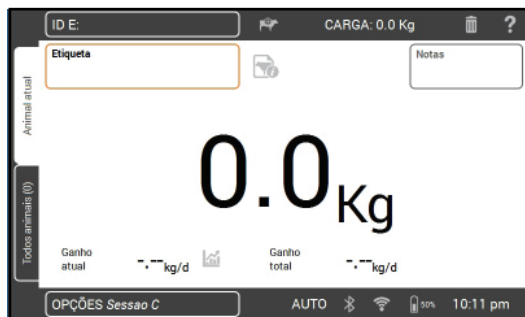 ID E:
CARGA: 0.0 Kg
?
Etiqueta
Notas
Animal atual
0.0Kg
Todos animais (0)
Ganho
atual
-.--kg/d
Ganho
total
-.--kg/d
OPÇÕES Sessao C
AUTO
50%
10:11 pm